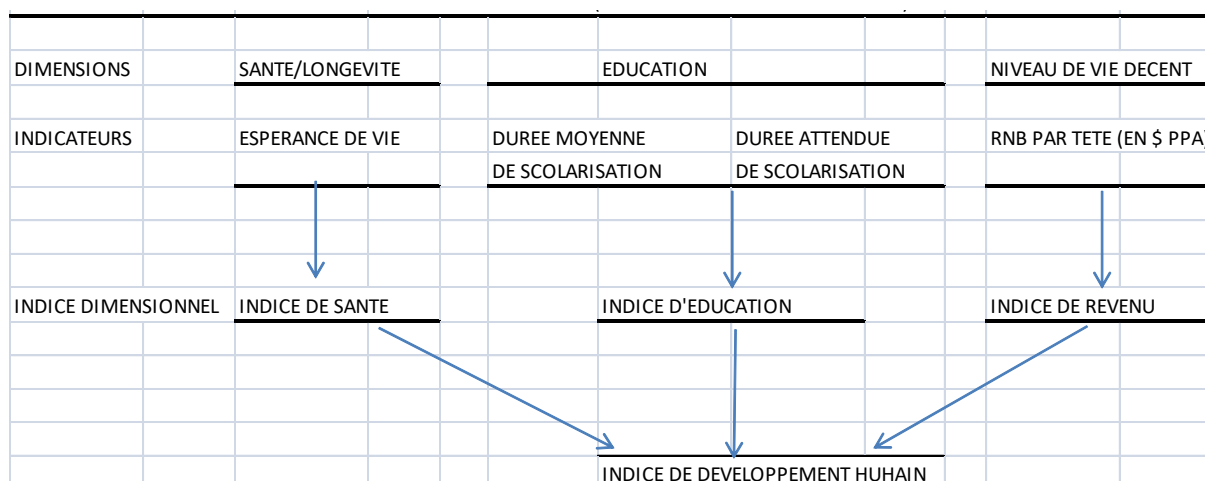 DIMENSIONS SANTE/LONGEVITE EDUCATION NIVEAU DE VIE DECENT
INDICATEURS ESPERANCE DE VIE DUREE MOYENNE DUREE ATTENDUE RNB PAR TETE (EN $ PPA)
DE SCOLARISATION DE SCOLARISATION
INDICE DIMENSIONNEL INDICE DE SANTE INDICE D'EDUCATION INDICE DE REVENU
INDICE DE DEVELOPPEMENT HUHAIN